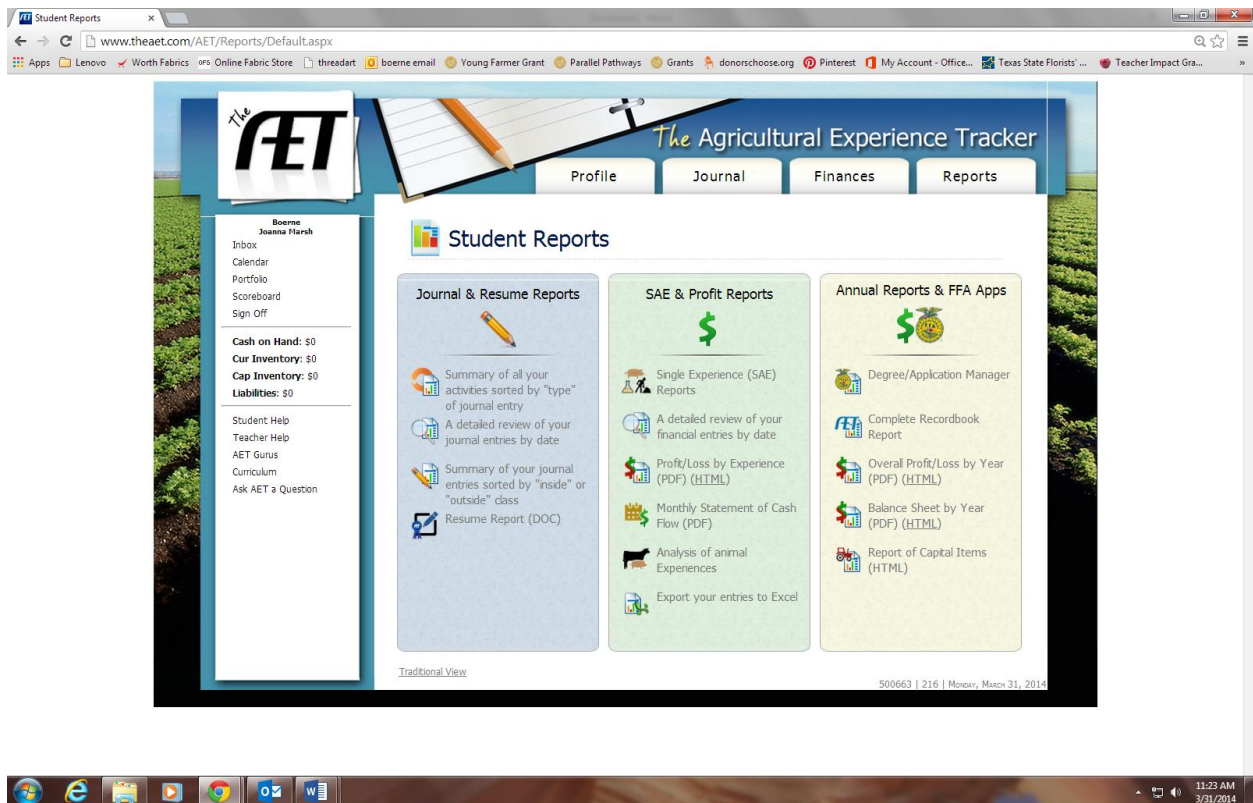 Student Reports
www.theaet.com/AET/Reports/Default.aspx
Apps Lenovo Worth Fabrics OFS Online Fabric Store threadart boerne email Young Farmer Grant Parallel Pathways Grants donorschoose.org Pinterest My Account - Office... Texas State Florists' ... Teacher Impact Gra... »
The AET
The Agricultural Experience Tracker
Profile Journal Finances Reports
Boerne
Joanna Marsh
Inbox
Calendar
Portfolio
Scoreboard
Sign Off
Cash on Hand: $0
Cur Inventory: $0
Cap Inventory: $0
Liabilities: $0
Student Help
Teacher Help
AET Gurus
Curriculum
Ask AET a Question
Student Reports
Journal & Resume Reports
Summary of all your
activities sorted by "type"
of journal entry
A detailed review of your
journal entries by date
Summary of your journal
entries sorted by "inside" or
"outside" class
Resume Report (DOC)
SAE & Profit Reports
$
Single Experience (SAE)
Reports
A detailed review of your
financial entries by date
Profit/Loss by Experience
(PDF) (HTML)
Monthly Statement of Cash
Flow (PDF)
Analysis of animal
Experiences
Export your entries to Excel
Annual Reports & FFA Apps
$
Degree/Application Manager
Complete Recordbook
Report
Overall Profit/Loss by Year
(PDF) (HTML)
Balance Sheet by Year
(PDF) (HTML)
Report of Capital Items
(HTML)
Traditional View
500663 | 216 | Monday, March 31, 2014
11:23 AM
3/31/2014